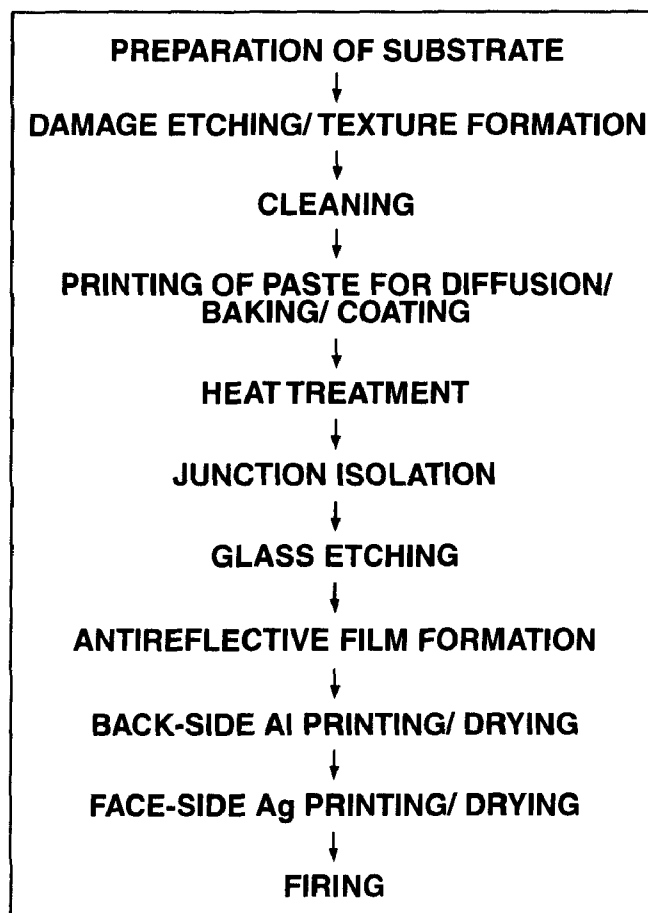 PREPARATION OF SUBSTRATE
DAMAGE ETCHING/ TEXTURE FORMATION
CLEANING
PRINTING OF PASTE FOR DIFFUSION/
BAKING/ COATING
HEAT TREATMENT
JUNCTION ISOLATION
GLASS ETCHING
ANTIREFLECTIVE FILM FORMATION
BACK-SIDE Al PRINTING/ DRYING
FACE-SIDE Ag PRINTING/ DRYING
FIRING